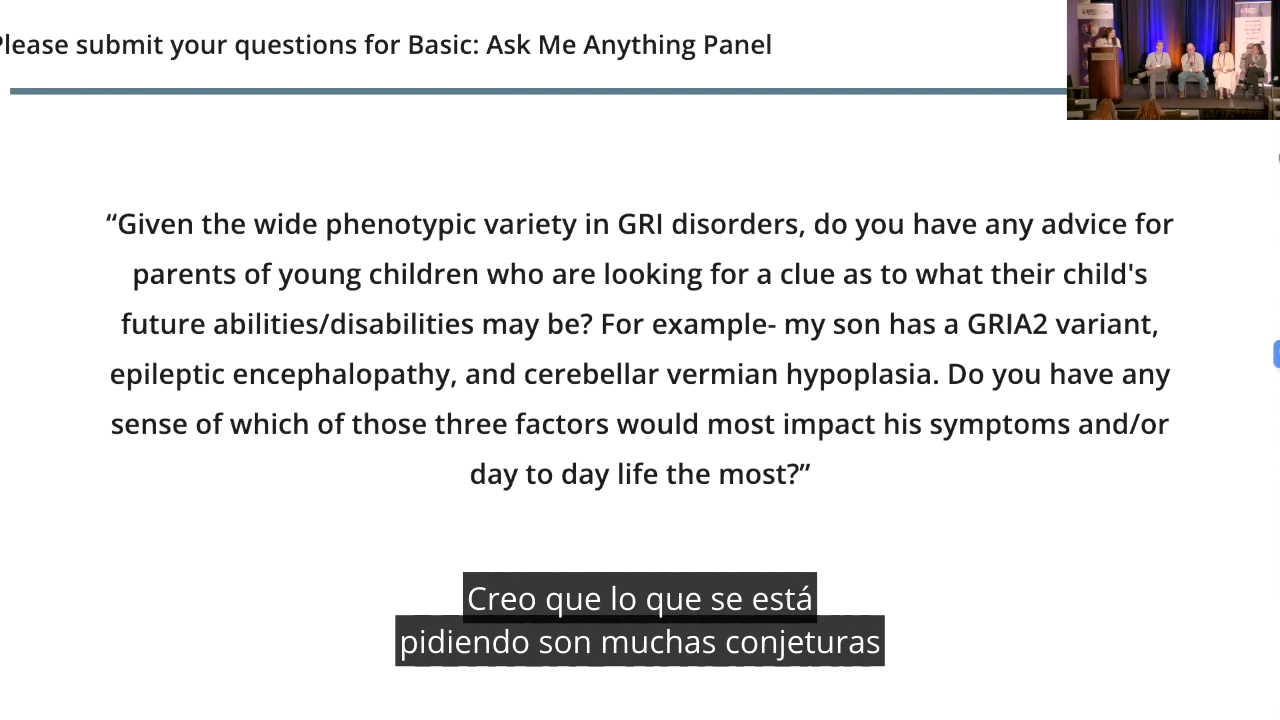 Please submit your questions for Basic: Ask Me Anything Panel
“Given the wide phenotypic variety in GRI disorders, do you have any advice for
parents of young children who are looking for a clue as to what their child's
future abilities/disabilities may be? For example- my son has a GRIA2 variant,
epileptic encephalopathy, and cerebellar vermian hypoplasia. Do you have any
sense of which of those three factors would most impact his symptoms and/or
day to day life the most?”
Creo que lo que se está
pidiendo son muchas conjeturas